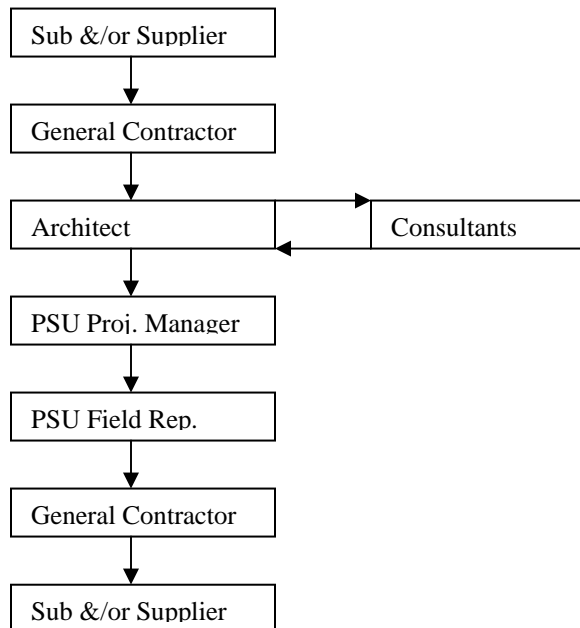 Sub &/or Supplier
General Contractor
Architect
Consultants
PSU Proj. Manager
PSU Field Rep.
General Contractor
Sub &/or Supplier